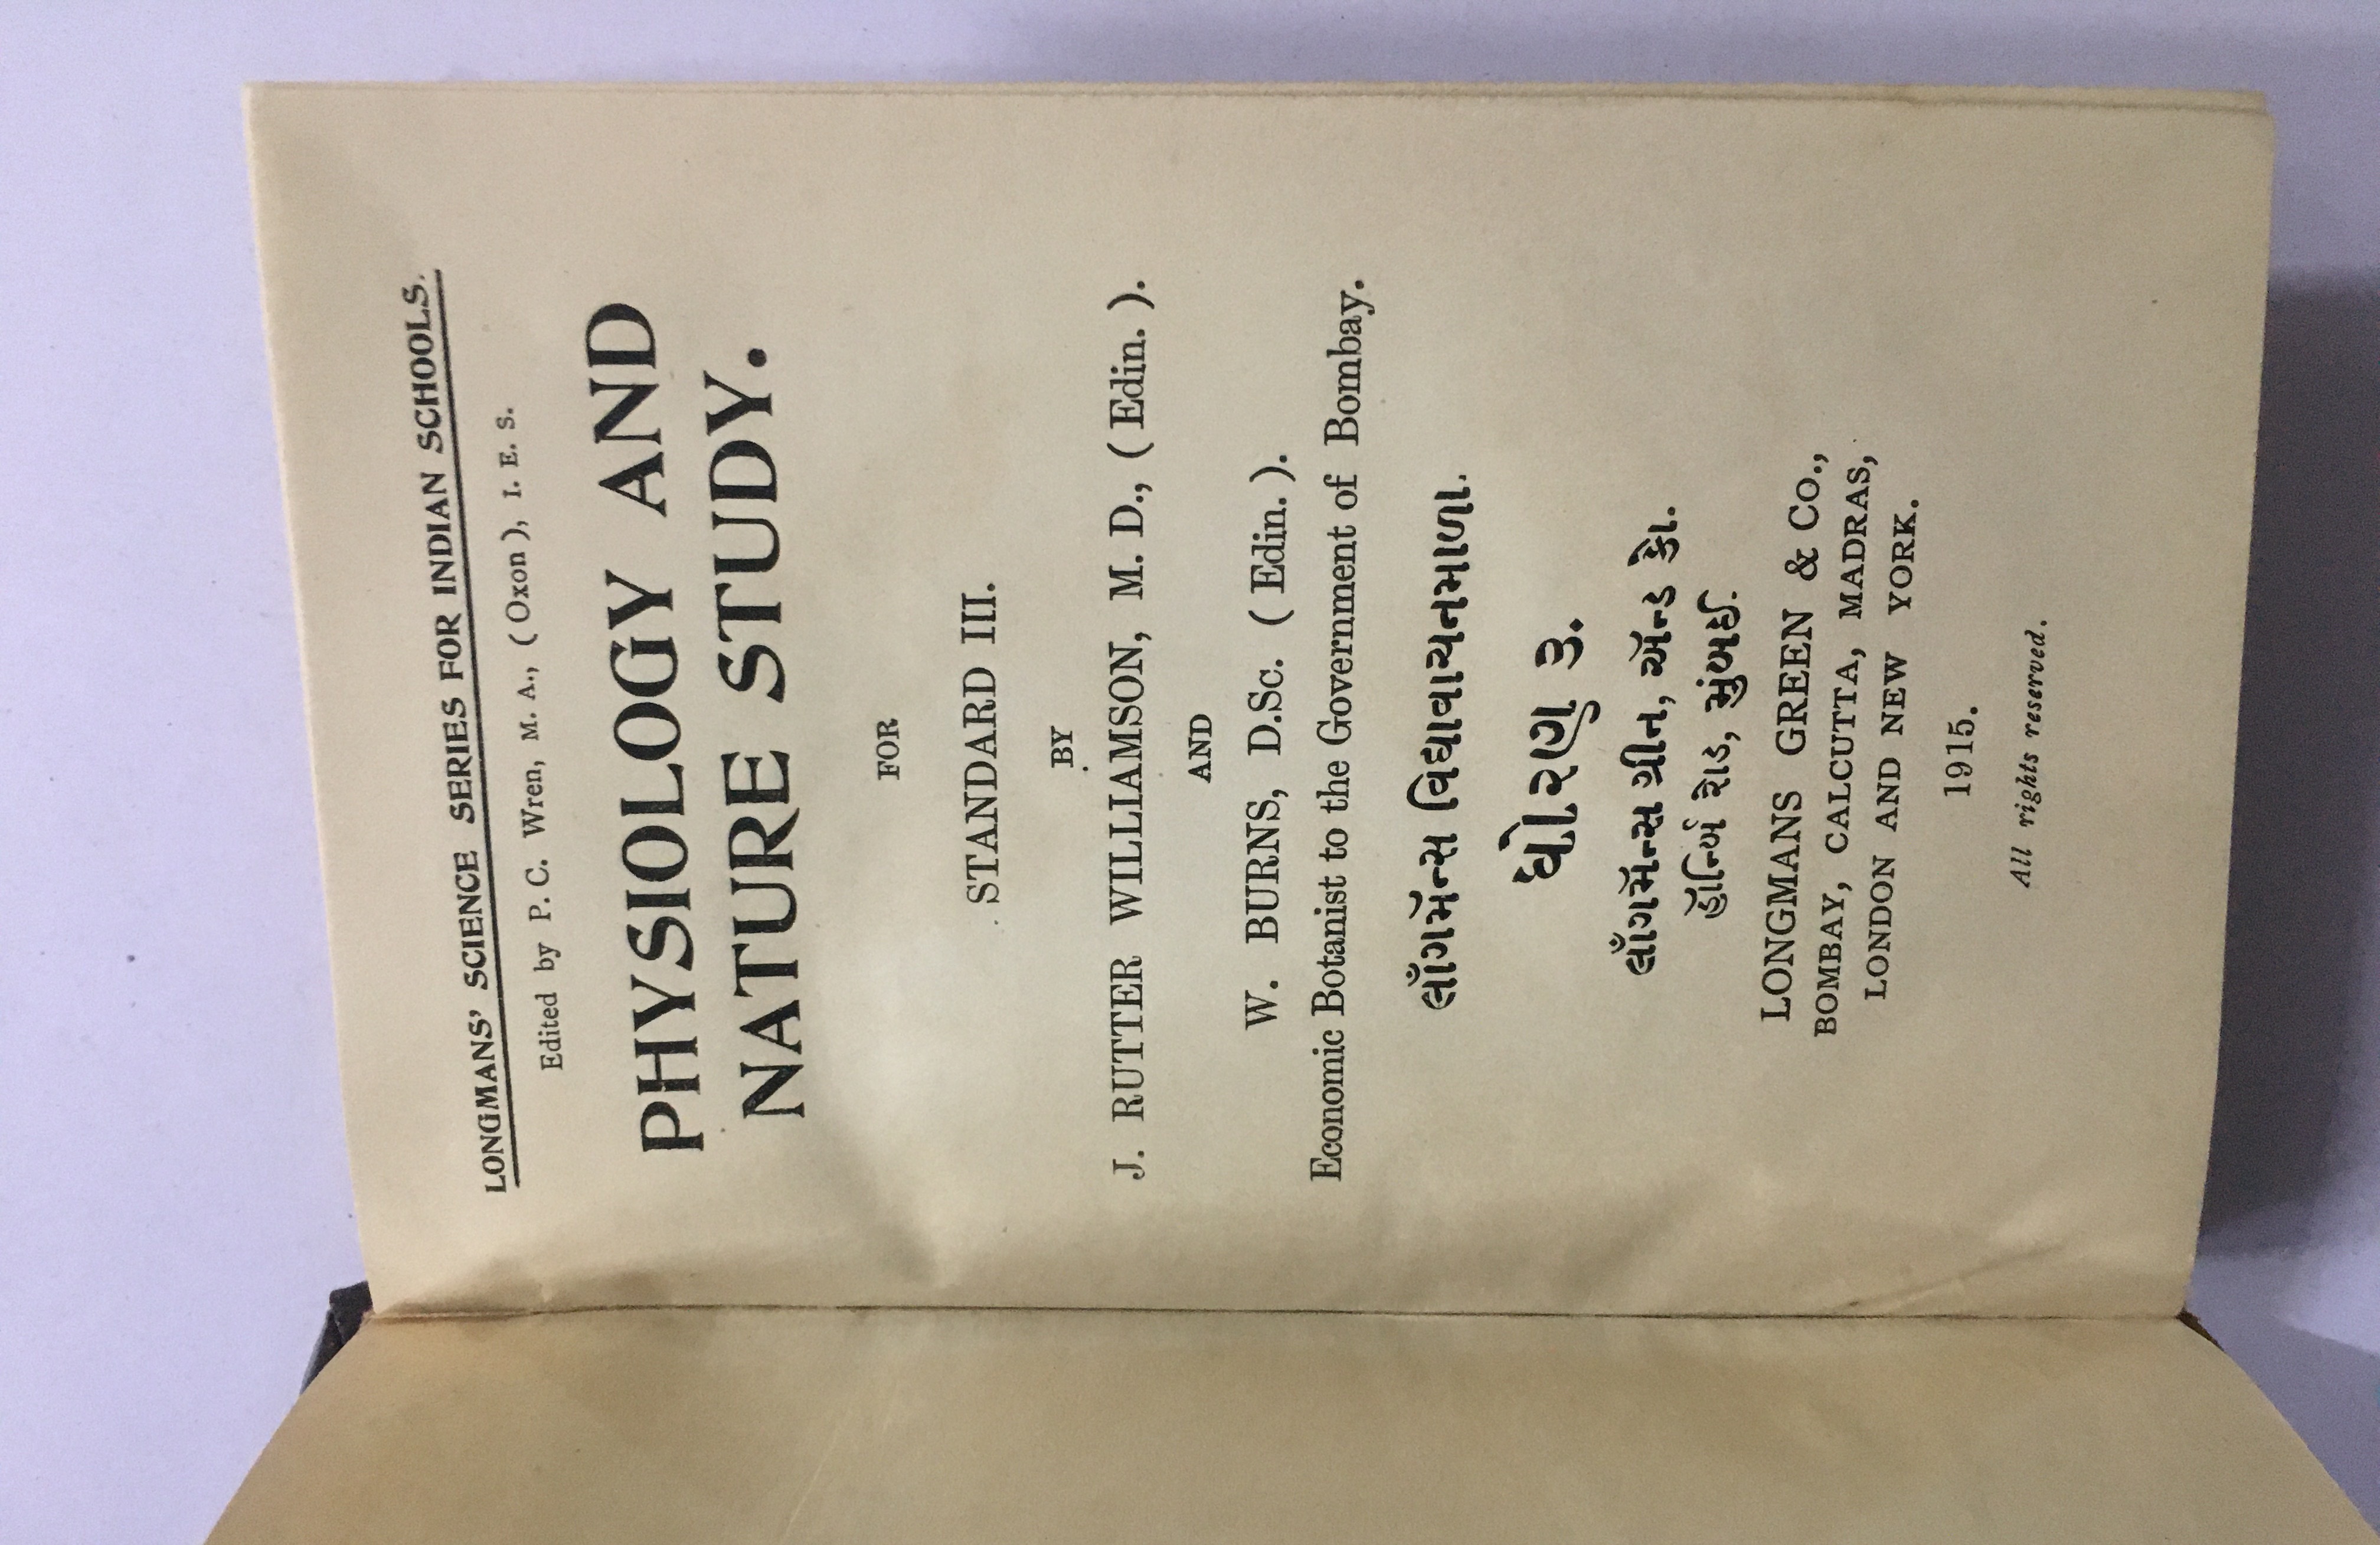 LONGMANS' SCIENCE SERIES FOR INDIAN SCHOOLS.
Edited by P. C. Wren, M. A., ( Oxon ), I. E. S.
PHYSIOLOGY AND
NATURE STUDY.
FOR
STANDARD III.
BY
J. RUTTER WILLIAMSON, M. D., ( Edin. ).
AND
W. BURNS, D.Sc. ( Edin. ).
Economic Botanist to the Government of Bombay.
લૉંગમૅન્સ વિદ્યાવાચનમાળા.
ધોરણ ૩.
લૉંગમૅન્સ ગ્રીન, ઍન્ડ કો.
હૉર્ન્બિ રોડ, મુંબઈ.
LONGMANS GREEN & Co.,
BOMBAY, CALCUTTA, MADRAS,
LONDON AND NEW YORK.
1915.
All rights reserved.